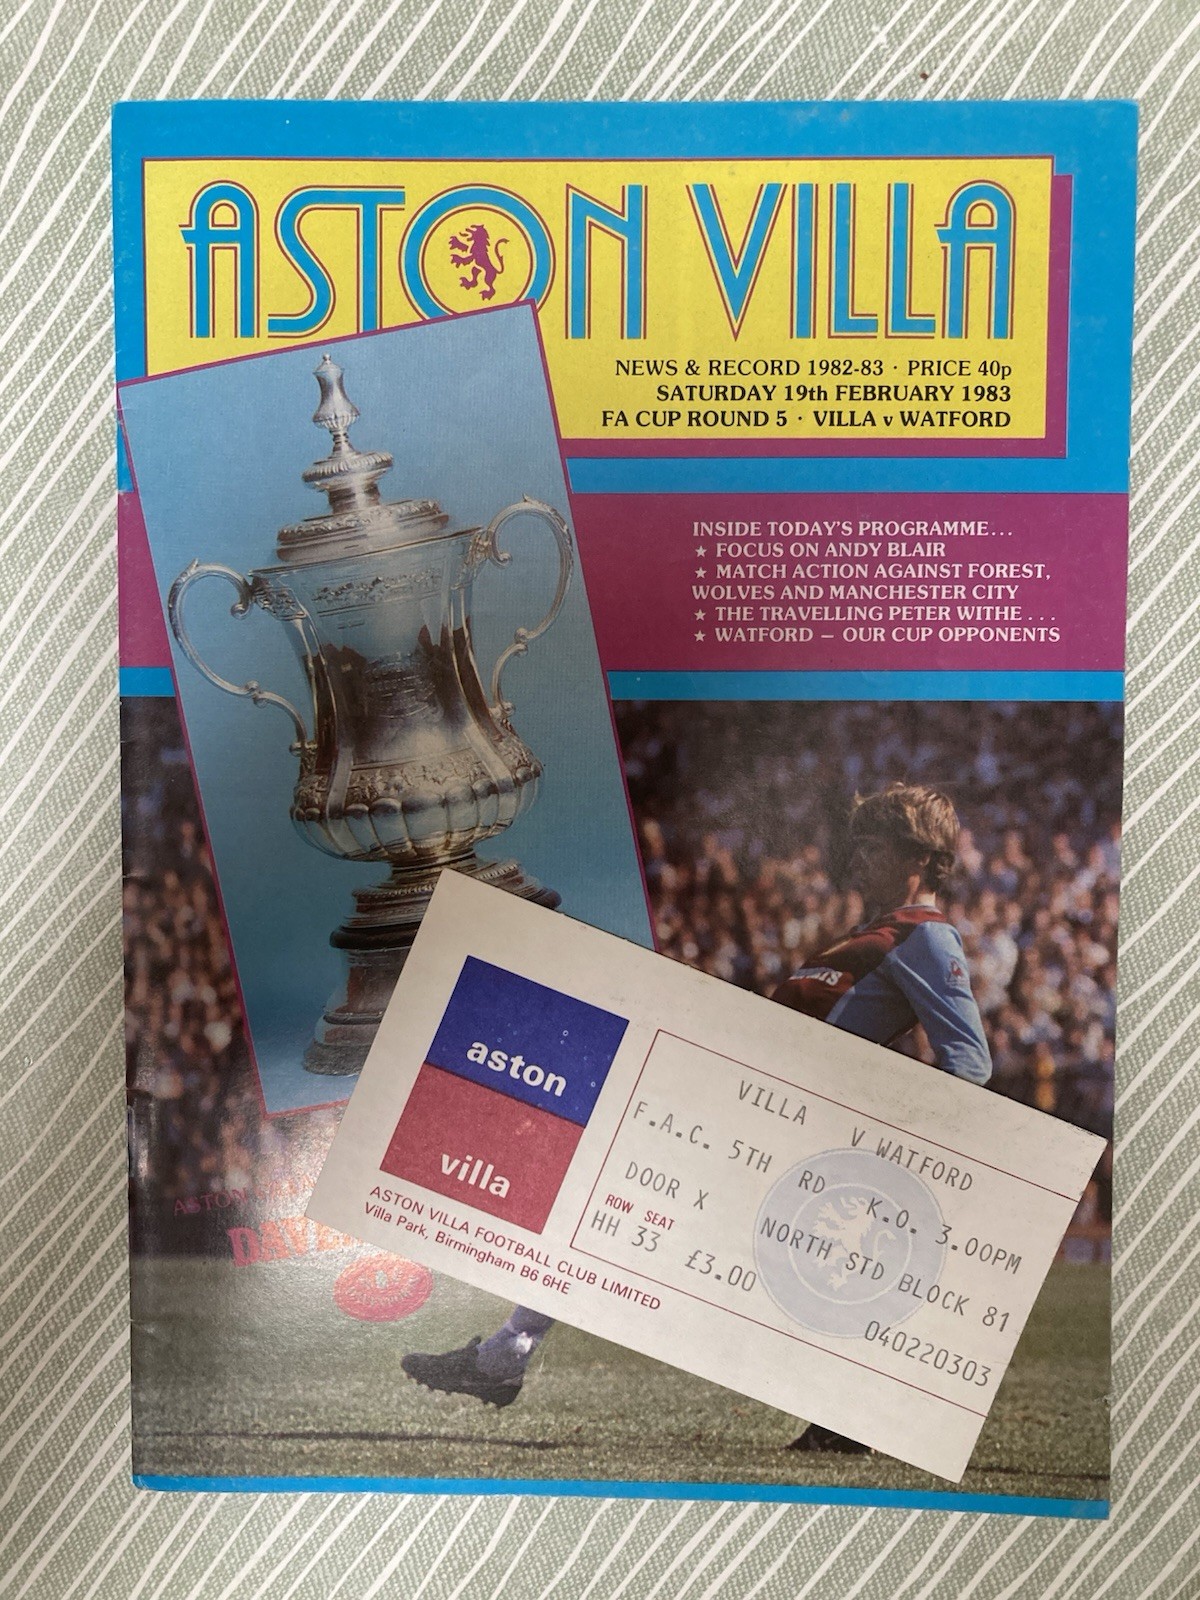 ASTON VILLA
NEWS & RECORD 1982-83 · PRICE 40p
SATURDAY 19th FEBRUARY 1983
FA CUP ROUND 5 · VILLA v WATFORD
INSIDE TODAY'S PROGRAMME...
★ FOCUS ON ANDY BLAIR
★ MATCH ACTION AGAINST FOREST,
WOLVES AND MANCHESTER CITY
★ THE TRAVELLING PETER WITHE...
★ WATFORD – OUR CUP OPPONENTS
ASTON
aston
villa
ASTON VILLA FOOTBALL CLUB LIMITED
Villa Park, Birmingham B6 6HE
VILLA V WATFORD
F.A.C. 5TH RD K.O. 3.00PM
DOOR X NORTH STD BLOCK 81
ROW SEAT
HH 33 £3.00 040220303